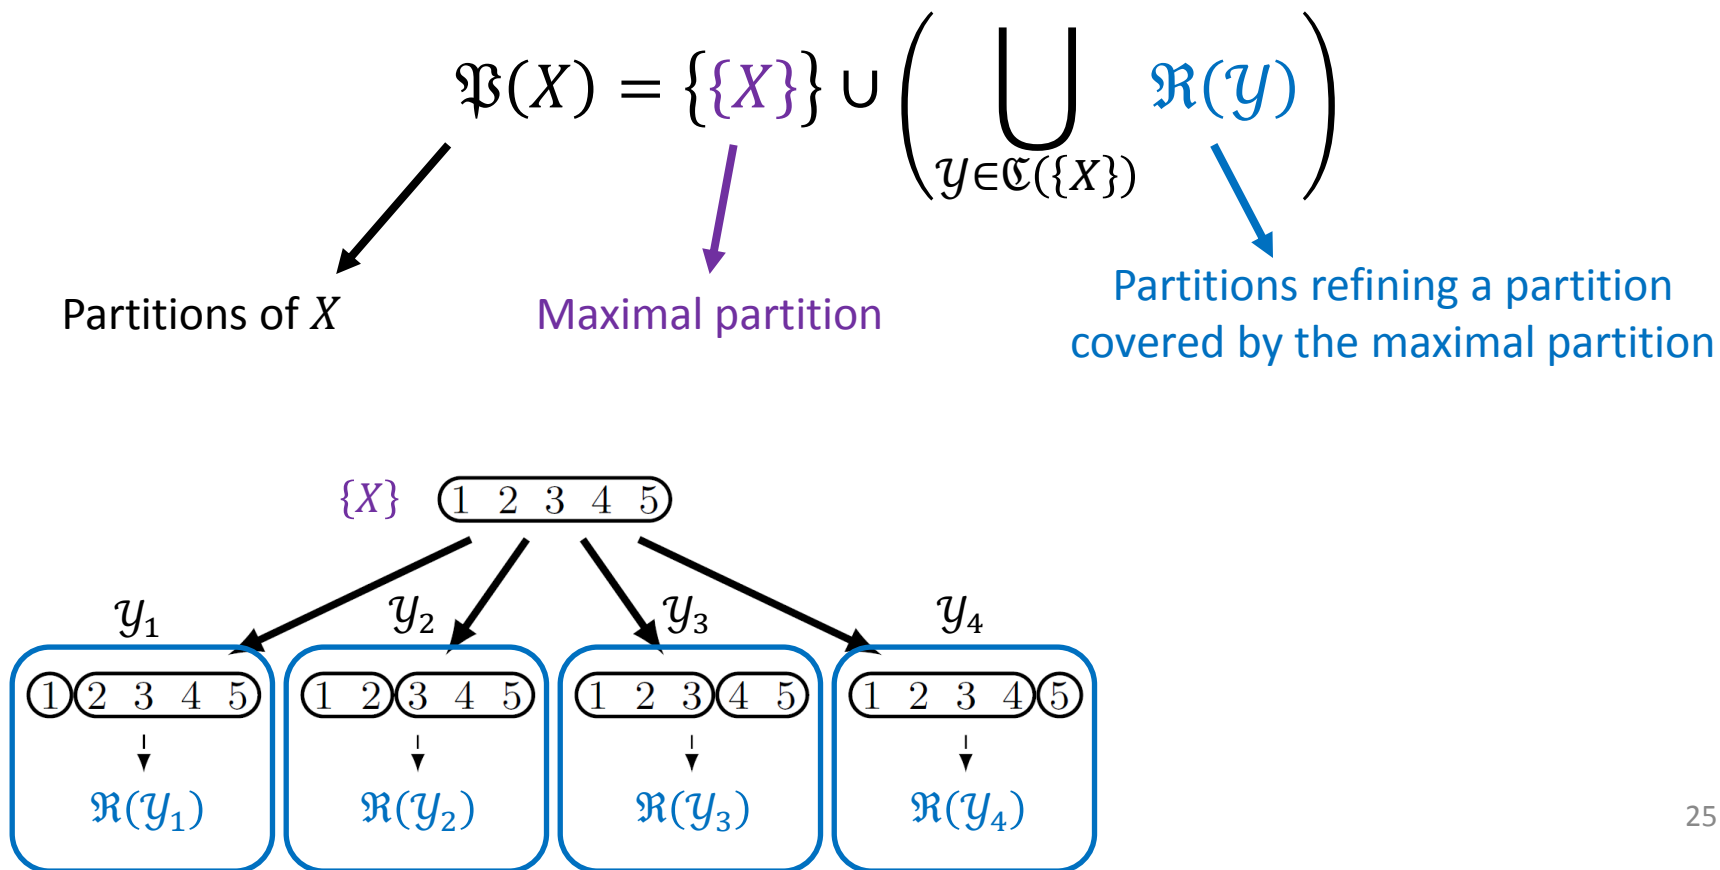 𝔓(X) = {{X}} ∪ (⋃ ℜ(𝒴))
𝒴∈ℭ({X})
Partitions of X
Maximal partition
Partitions refining a partition
covered by the maximal partition
{X} 1 2 3 4 5
𝒴₁ 𝒴₂ 𝒴₃ 𝒴₄
1 2 3 4 5 1 2 3 4 5 1 2 3 4 5 1 2 3 4 5
ℜ(𝒴₁) ℜ(𝒴₂) ℜ(𝒴₃) ℜ(𝒴₄)
25